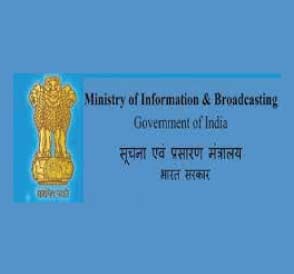 Ministry of Information & Broadcasting
Government of India
सूचना एवं प्रसारण मंत्रालय
भारत सरकार